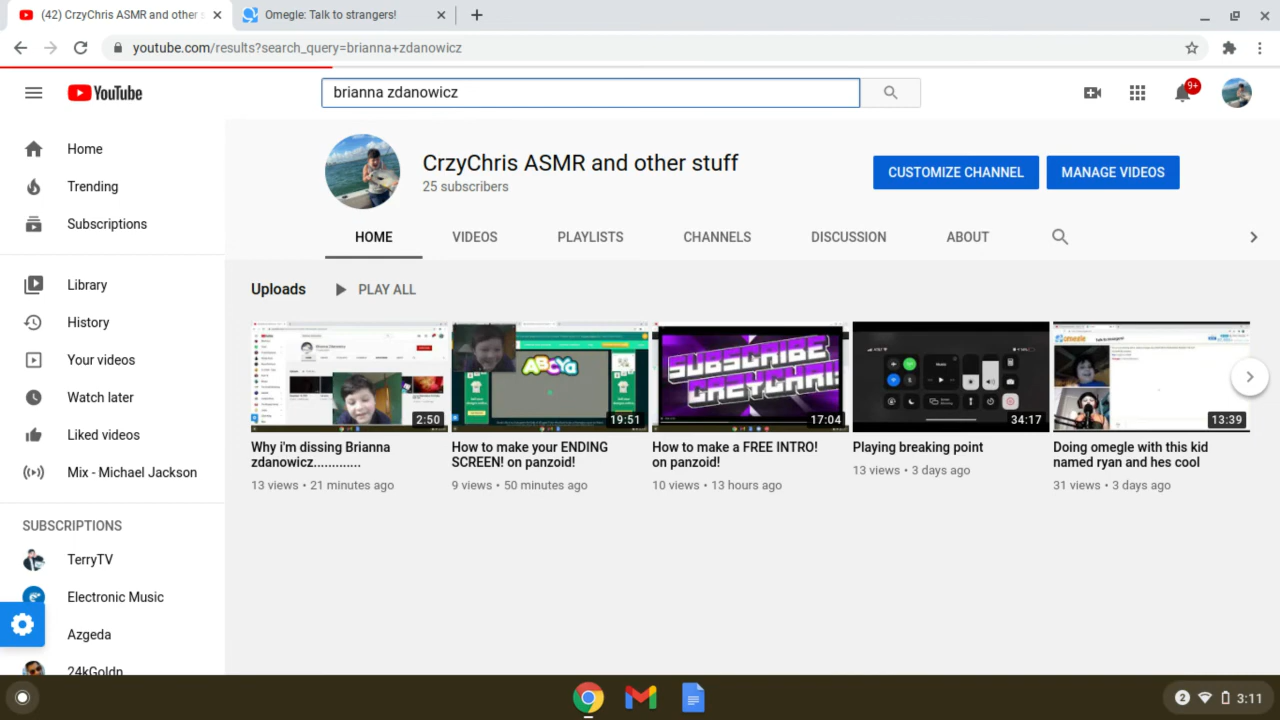 (42) CrzyChris ASMR and other s
Omegle: Talk to strangers!
youtube.com/results?search_query=brianna+zdanowicz
YouTube
brianna zdanowicz
9+
Home
Trending
Subscriptions
Library
History
Your videos
Watch later
Liked videos
Mix - Michael Jackson
SUBSCRIPTIONS
TerryTV
Electronic Music
Azgeda
24kGoldn
CrzyChris ASMR and other stuff
25 subscribers
CUSTOMIZE CHANNEL
MANAGE VIDEOS
HOME VIDEOS PLAYLISTS CHANNELS DISCUSSION ABOUT
Uploads PLAY ALL
2:50
Why i'm dissing Brianna
zdanowicz.............
13 views • 21 minutes ago
ABCYa
19:51
How to make your ENDING
SCREEN! on panzoid!
9 views • 50 minutes ago
SUBSCRIBE
17:04
How to make a FREE INTRO!
on panzoid!
10 views • 13 hours ago
34:17
Playing breaking point
13 views • 3 days ago
omegle
13:39
Doing omegle with this kid
named ryan and hes cool
31 views • 3 days ago
2
3:11